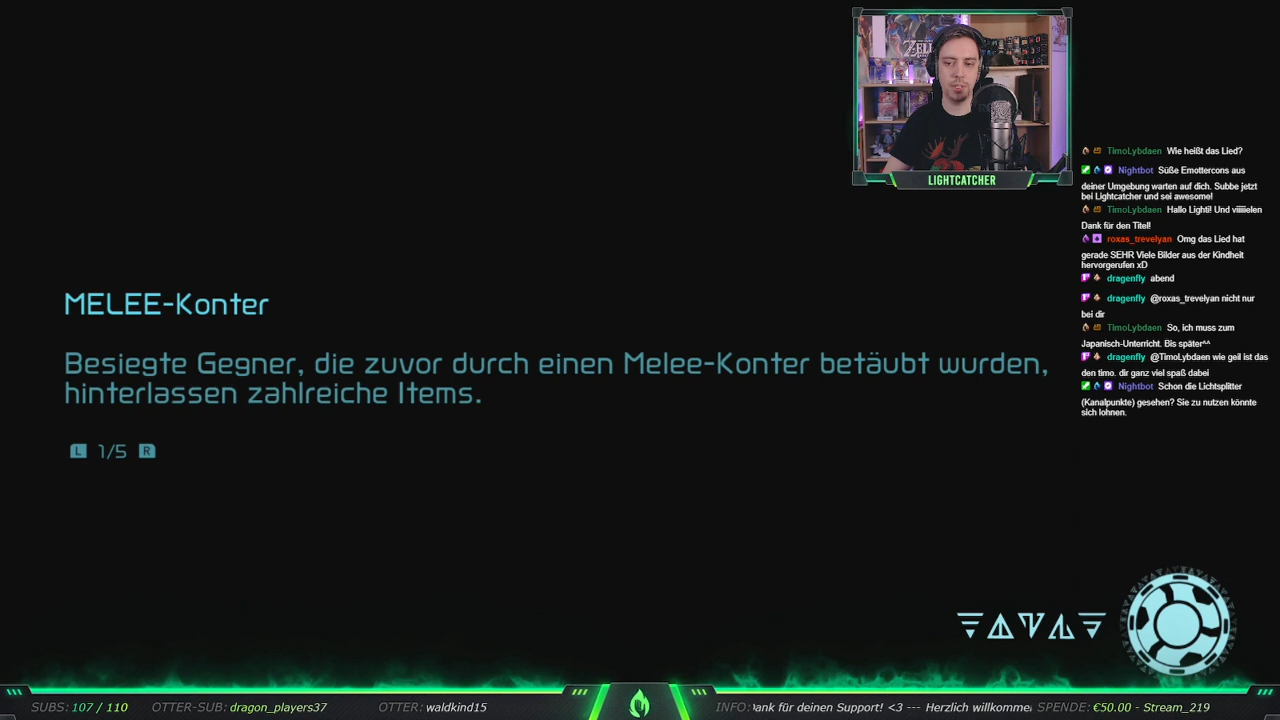 ZEL
LIGHTCATCHER
TimoLybdaen Wie heißt das Lied?
Nightbot Süße Emottercons aus
deiner Umgebung warten auf dich. Subbe jetzt
bei Lightcatcher und sei awesome!
TimoLybdaen Hallo Lighti! Und viiiiielen
Dank für den Titel!
roxas_trevelyan Omg das Lied hat
gerade SEHR Viele Bilder aus der Kindheit
hervorgerufen xD
dragenfly abend
dragenfly @roxas_trevelyan nicht nur
bei dir
TimoLybdaen So, ich muss zum
Japanisch-Unterricht. Bis später^^
dragenfly @TimoLybdaen wie geil ist das
den timo. dir ganz viel spaß dabei
Nightbot Schon die Lichtsplitter
(Kanalpunkte) gesehen? Sie zu nutzen könnte
sich lohnen.
MELEE-Konter
Besiegte Gegner, die zuvor durch einen Melee-Konter betäubt wurden,
hinterlassen zahlreiche Items.
L 1/5 R
SUBS: 107 / 110 OTTER-SUB: dragon_players37 OTTER: waldkind15 INFO: ank für deinen Support! <3 --- Herzlich willkomme SPENDE: €50.00 - Stream_219